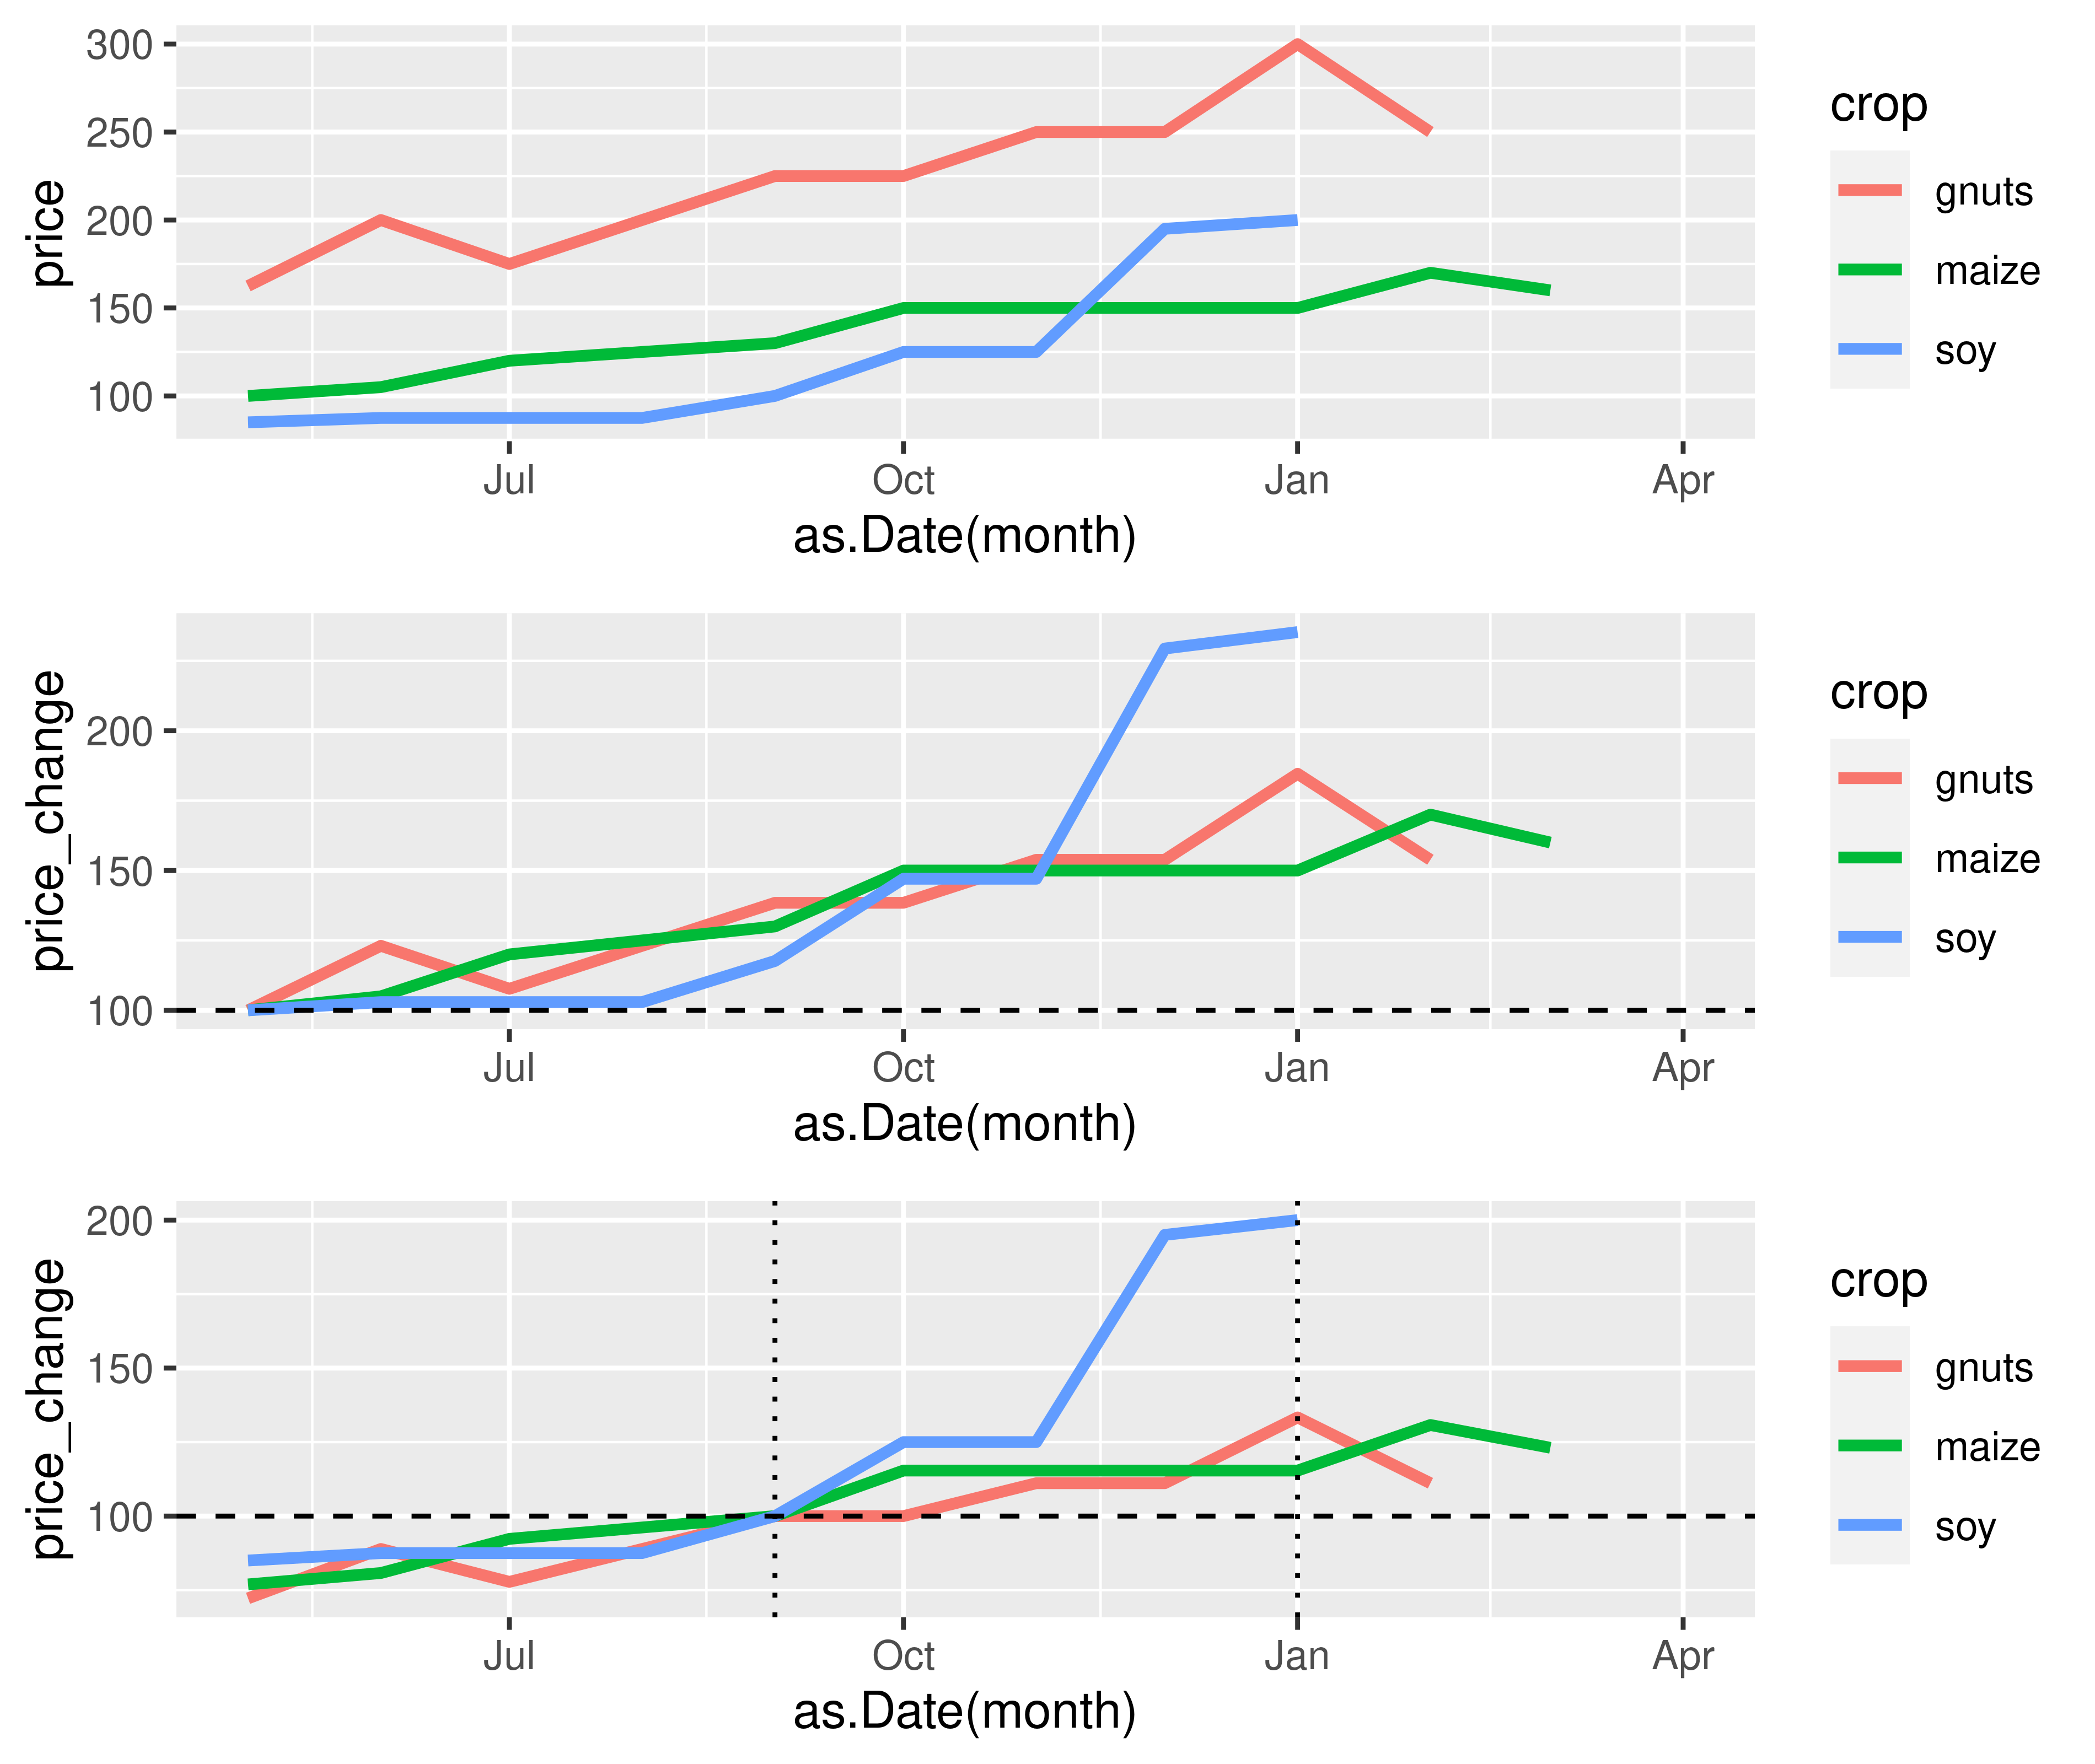 300
250
200
150
100
price
Jul Oct Jan Apr
as.Date(month)
crop
gnuts
maize
soy
200
150
100
price_change
Jul Oct Jan Apr
as.Date(month)
crop
gnuts
maize
soy
200
150
100
price_change
Jul Oct Jan Apr
as.Date(month)
crop
gnuts
maize
soy